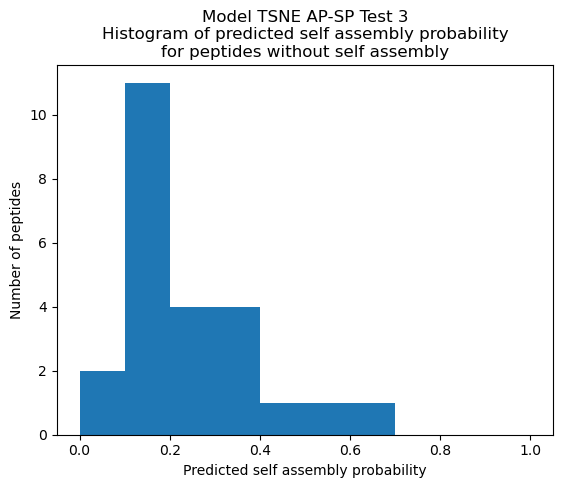 Model TSNE AP-SP Test 3
Histogram of predicted self assembly probability
for peptides without self assembly
10
8
6
4
2
0
Number of peptides
0.0 0.2 0.4 0.6 0.8 1.0
Predicted self assembly probability